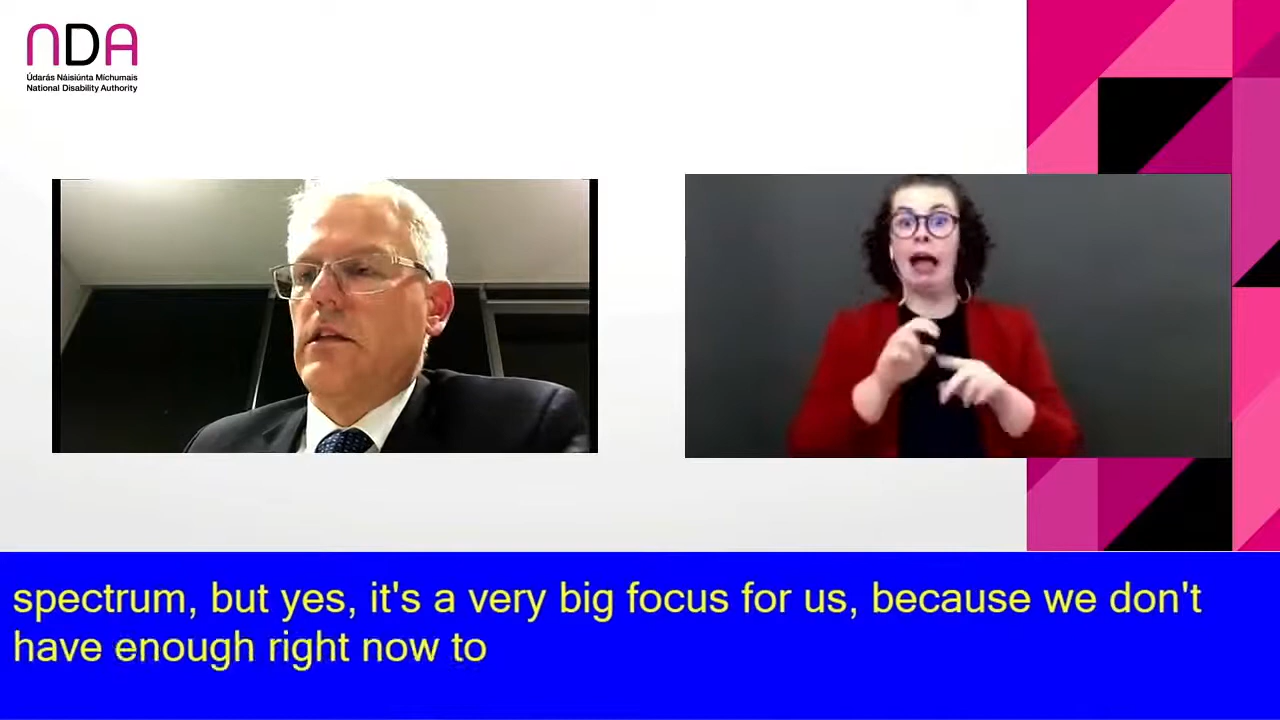 NDA
Údarás Náisiúnta Míchumais
National Disability Authority
spectrum, but yes, it's a very big focus for us, because we don't
have enough right now to